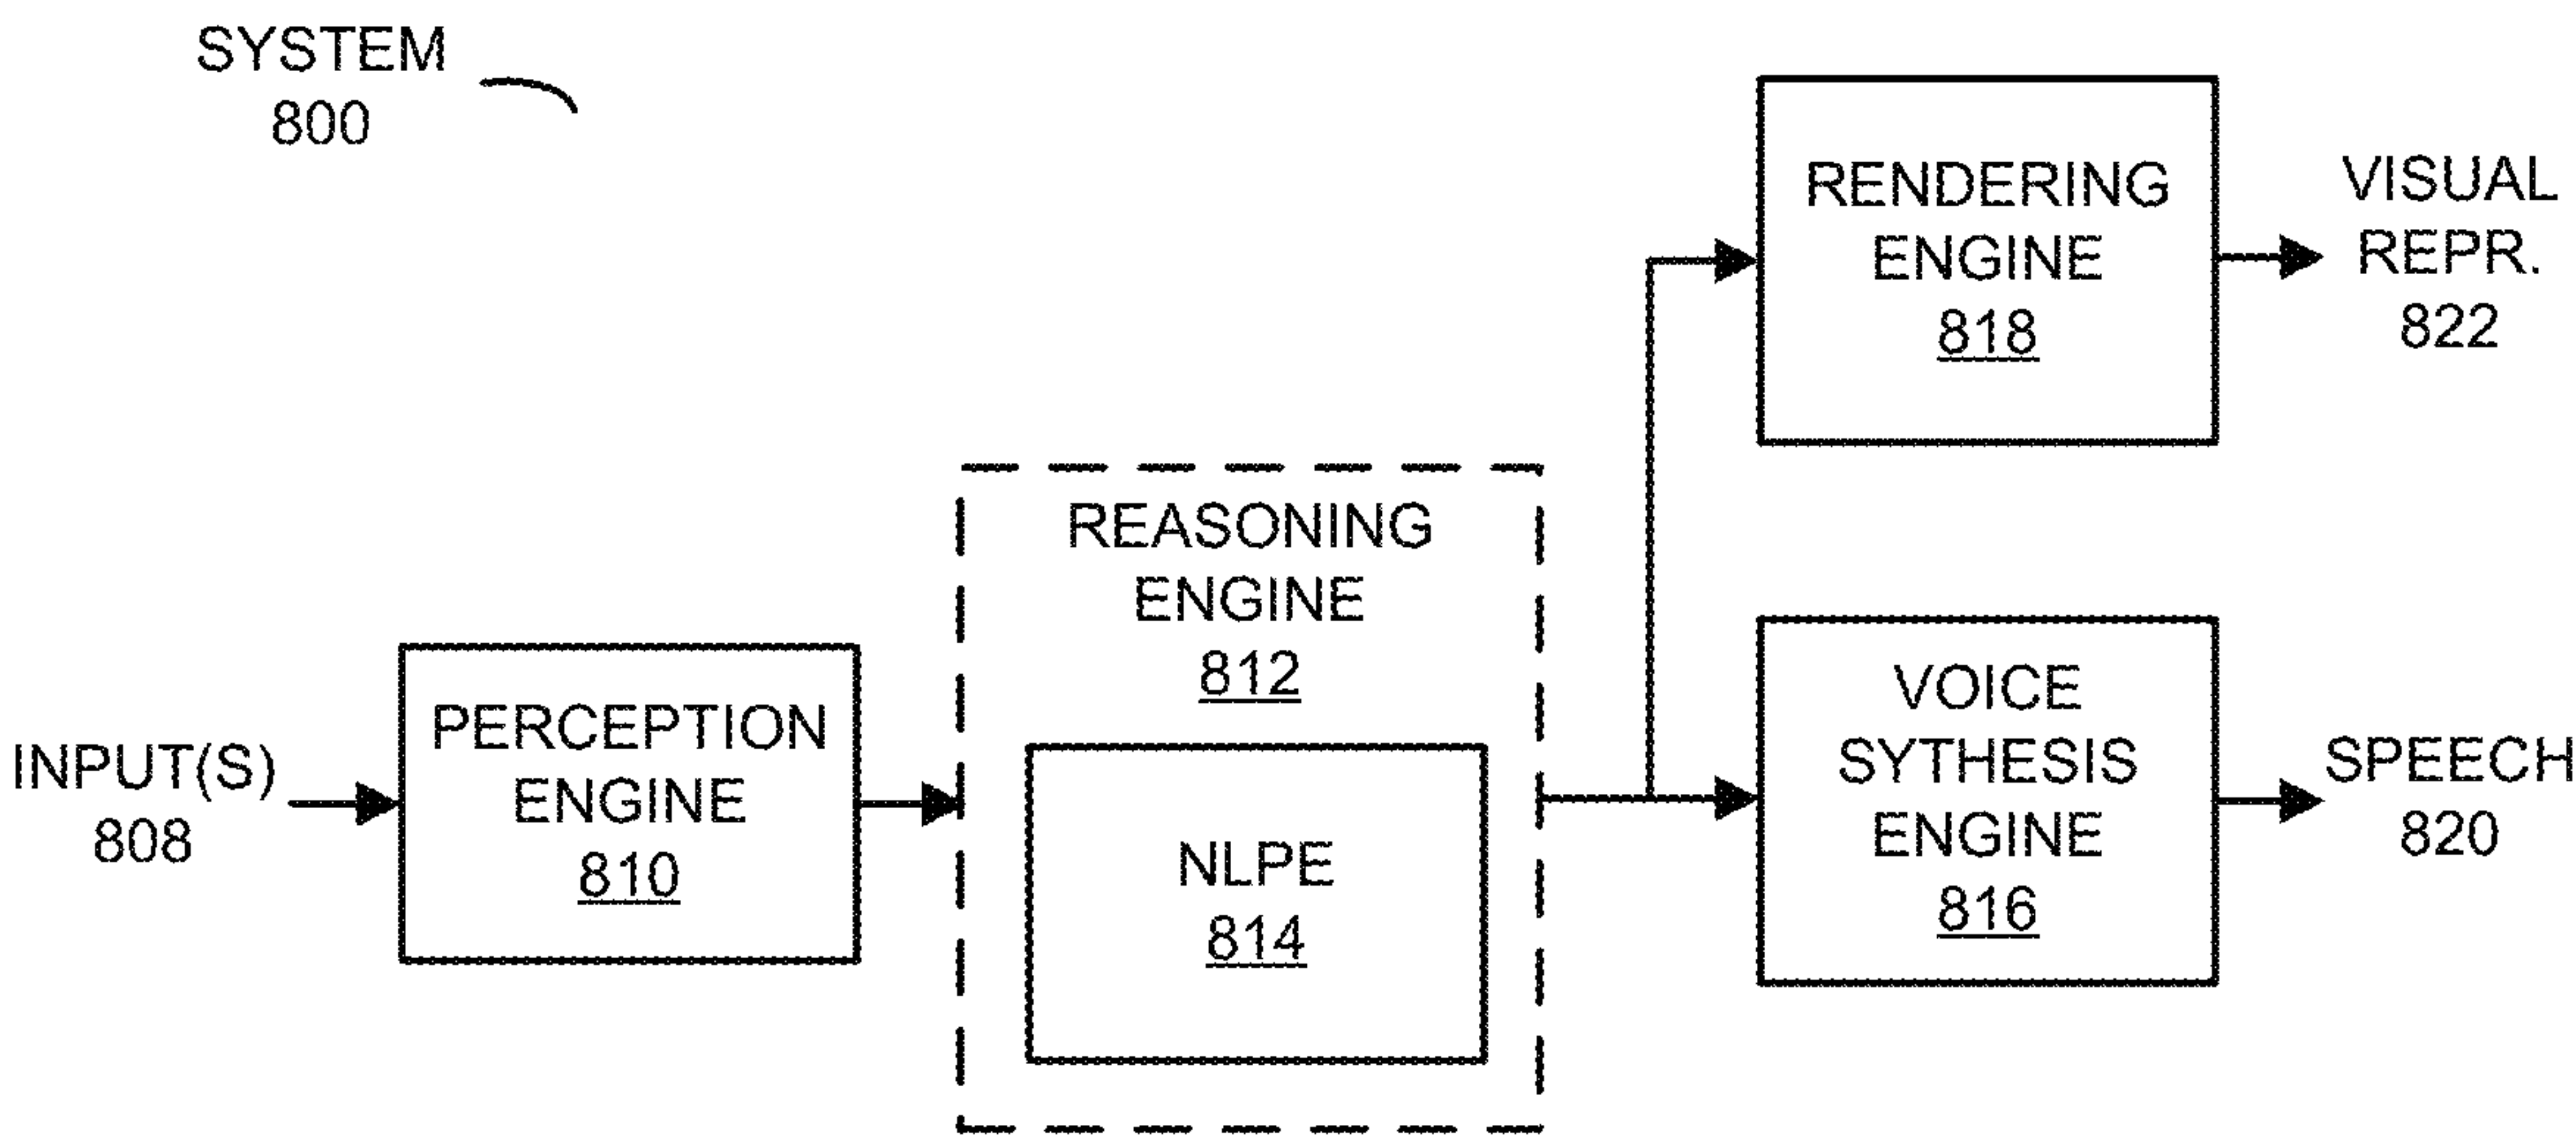 SYSTEM
800
INPUT(S)
808
PERCEPTION
ENGINE
810
REASONING
ENGINE
812
NLPE
814
RENDERING
ENGINE
818
VISUAL
REPR.
822
VOICE
SYTHESIS
ENGINE
816
SPEECH
820